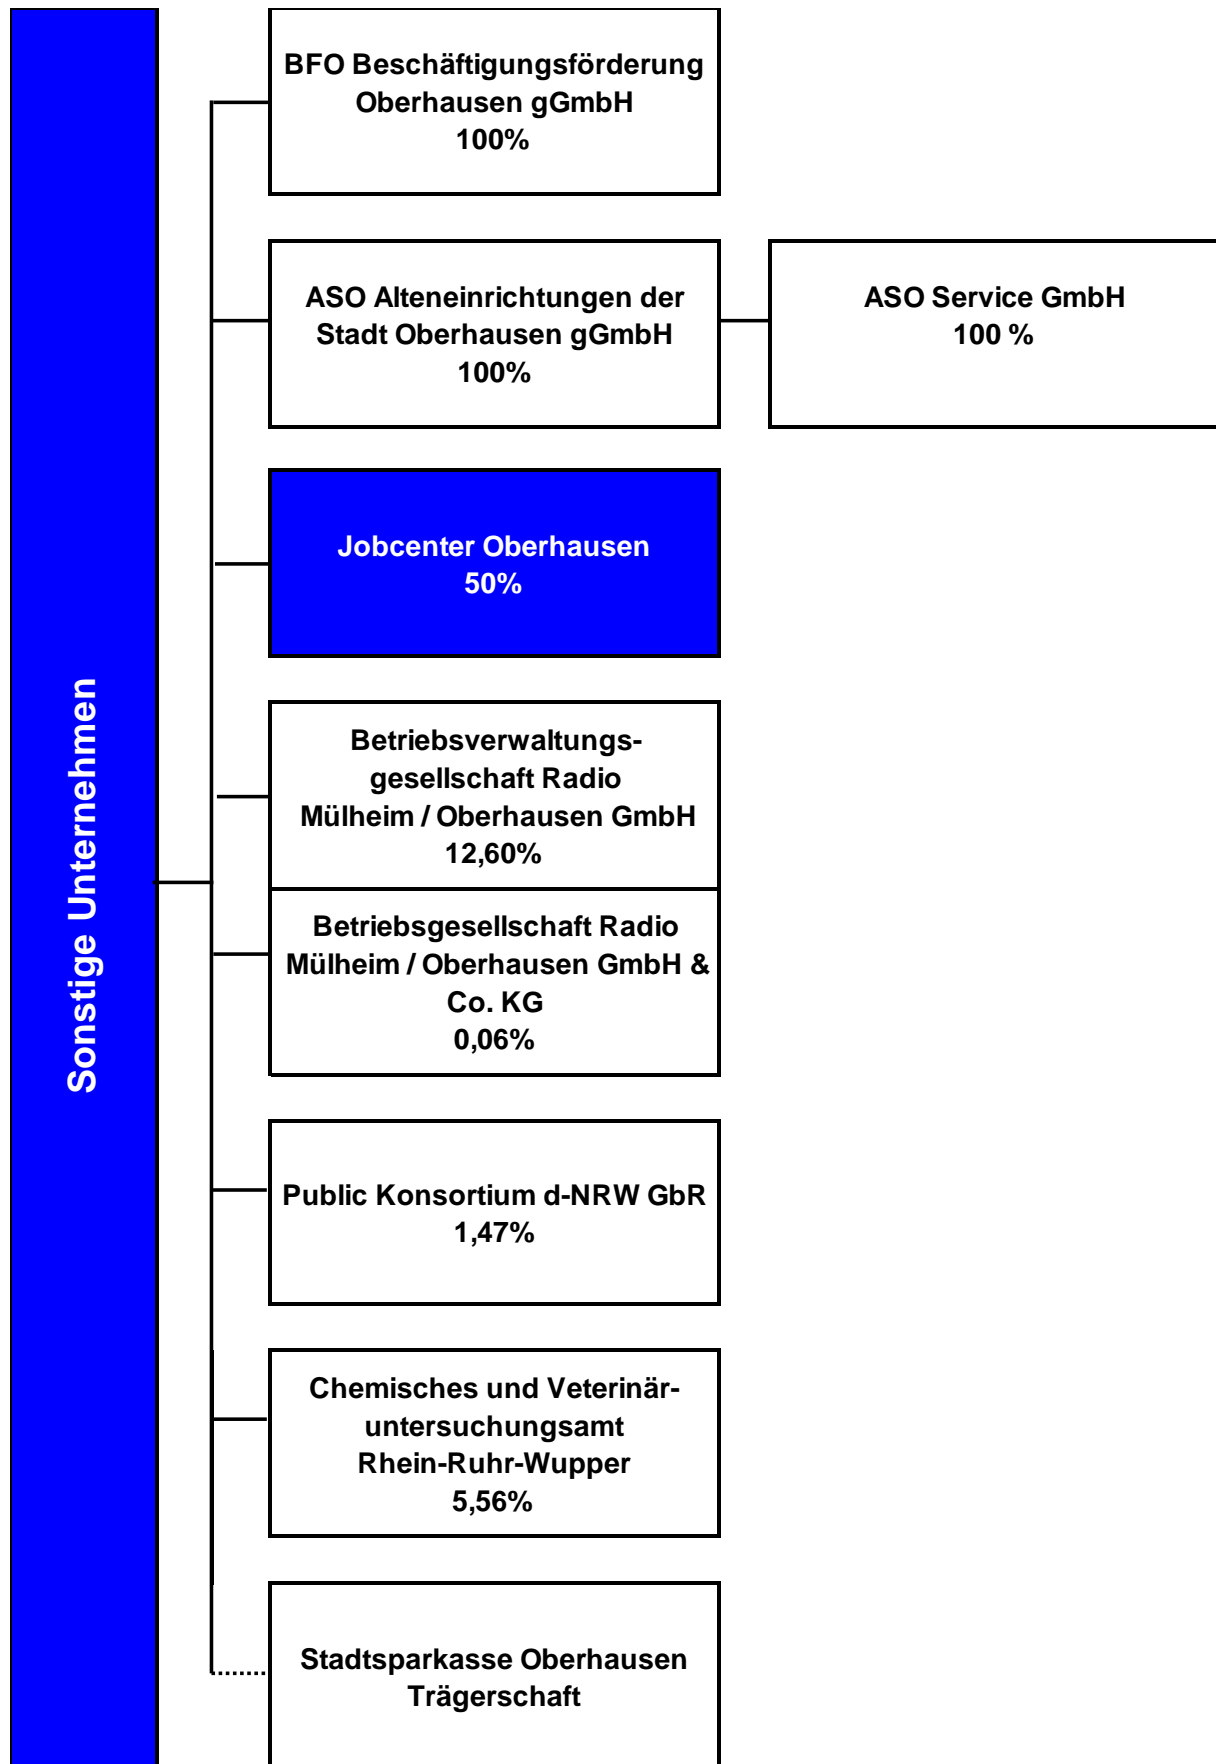 Sonstige Unternehmen
BFO Beschäftigungsförderung
Oberhausen gGmbH
100%
ASO Alteneinrichtungen der
Stadt Oberhausen gGmbH
100%
ASO Service GmbH
100 %
Jobcenter Oberhausen
50%
Betriebsverwaltungs-
gesellschaft Radio
Mülheim / Oberhausen GmbH
12,60%
Betriebsgesellschaft Radio
Mülheim / Oberhausen GmbH &
Co. KG
0,06%
Public Konsortium d-NRW GbR
1,47%
Chemisches und Veterinär-
untersuchungsamt
Rhein-Ruhr-Wupper
5,56%
Stadtsparkasse Oberhausen
Trägerschaft